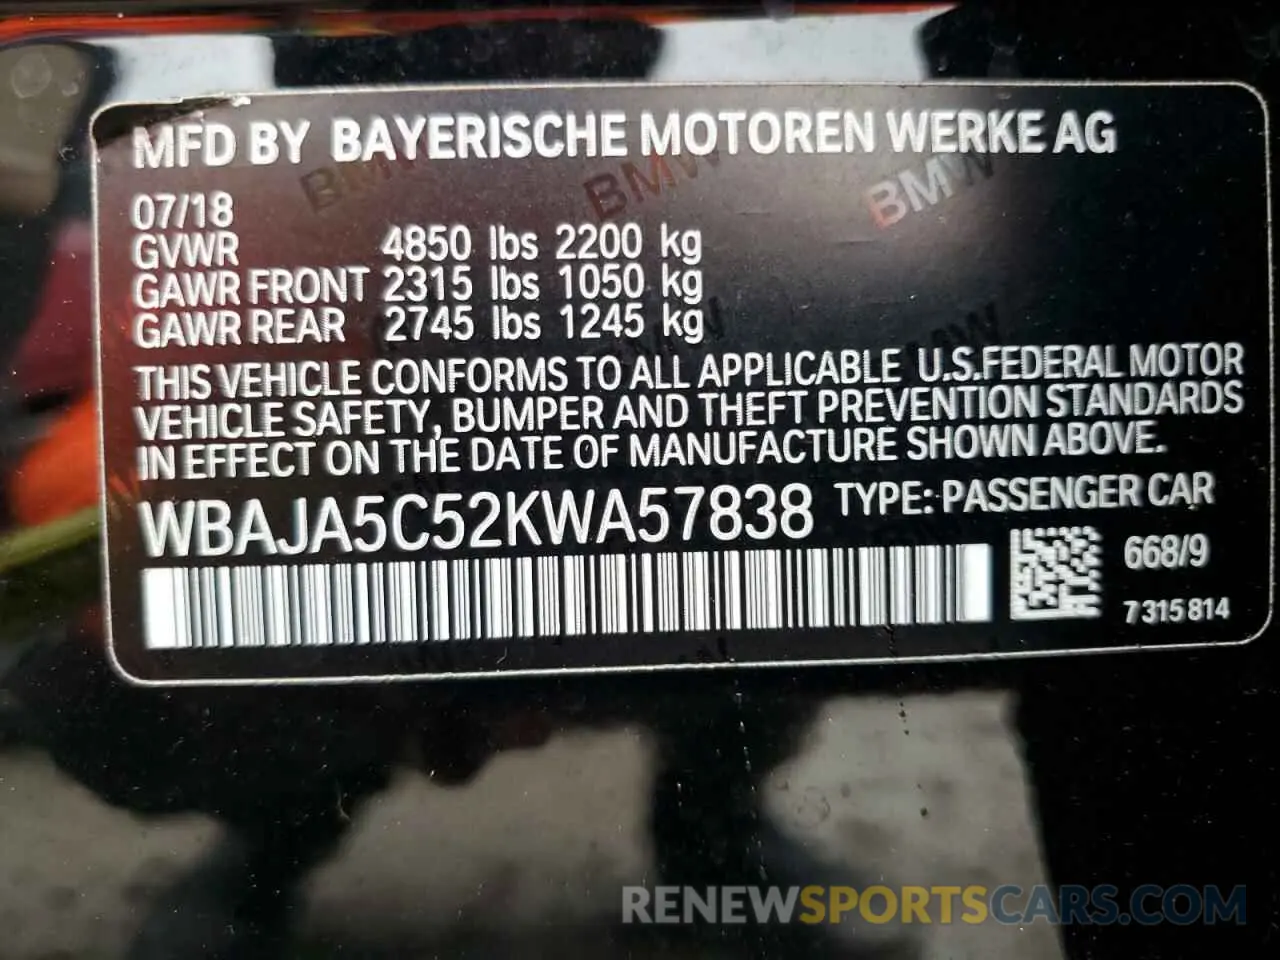 MFD BY BAYERISCHE MOTOREN WERKE AG
BMW BMW BMW
07/18
GVWR 4850 lbs 2200 kg
GAWR FRONT 2315 lbs 1050 kg
GAWR REAR 2745 lbs 1245 kg
THIS VEHICLE CONFORMS TO ALL APPLICABLE U.S.FEDERAL MOTOR
VEHICLE SAFETY, BUMPER AND THEFT PREVENTION STANDARDS
IN EFFECT ON THE DATE OF MANUFACTURE SHOWN ABOVE.
WBAJA5C52KWA57838 TYPE: PASSENGER CAR
668/9
7 315 814
RENEWSPORTSCARS.COM